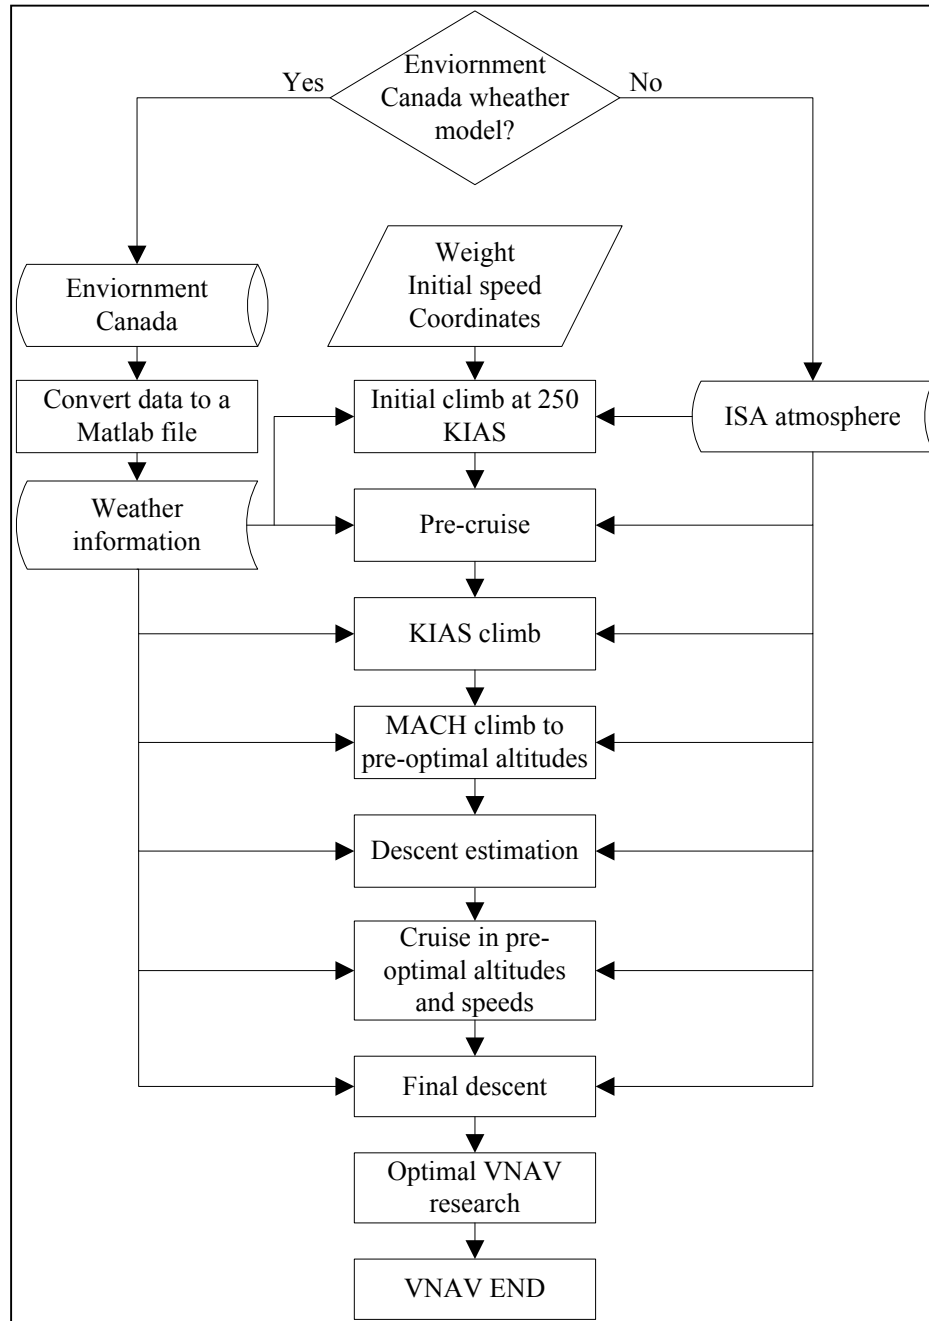 Enviornment
Canada wheather
model?
Yes
No
Enviornment
Canada
Weight
Initial speed
Coordinates
Convert data to a
Matlab file
Initial climb at 250
KIAS
ISA atmosphere
Weather
information
Pre-cruise
KIAS climb
MACH climb to
pre-optimal altitudes
Descent estimation
Cruise in pre-
optimal altitudes
and speeds
Final descent
Optimal VNAV
research
VNAV END